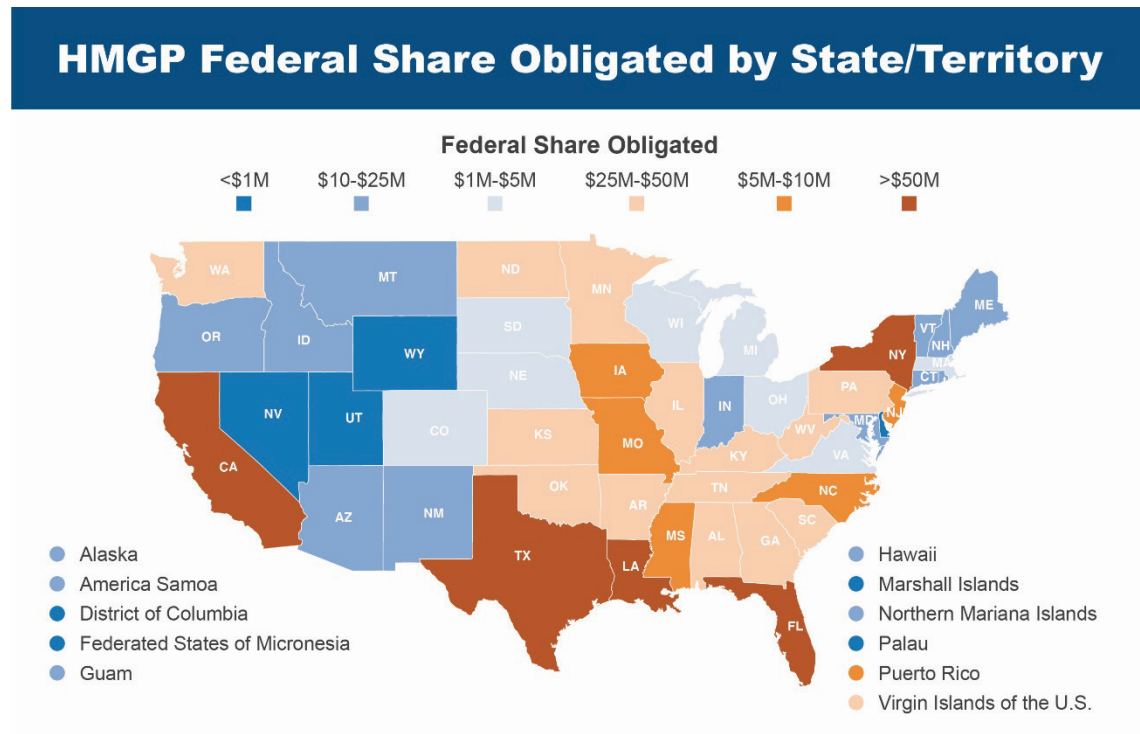 HMGP Federal Share Obligated by State/Territory
Federal Share Obligated
<$1M $10-$25M $1M-$5M $25M-$50M $5M-$10M >$50M
WA
MT
ND
MN
ME
OR
ID
SD
WI
VT
NH
WY
MI
NY
MA
CT
IA
NE
PA
NV
UT
IL
IN
OH
NJ
CO
MD
WV
KS
MO
VA
KY
CA
NC
TN
OK
AR
SC
AZ
NM
MS
AL
GA
TX
LA
FL
Alaska
America Samoa
District of Columbia
Federated States of Micronesia
Guam
Hawaii
Marshall Islands
Northern Mariana Islands
Palau
Puerto Rico
Virgin Islands of the U.S.